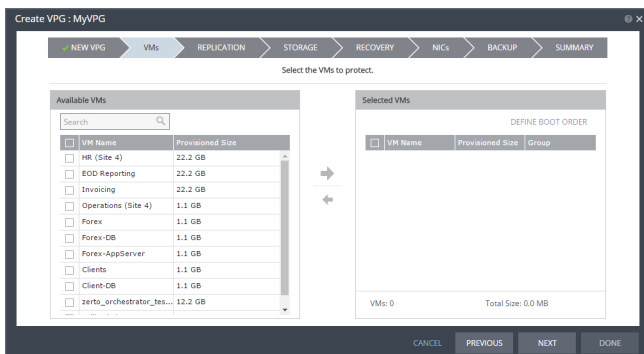 Create VPG : MyVPG
NEW VPG VMs REPLICATION STORAGE RECOVERY NICs BACKUP SUMMARY
Select the VMs to protect.
Available VMs
Search
VM Name Provisioned Size
HR (Site 4) 22.2 GB
EOD Reporting 22.2 GB
Invoicing 22.2 GB
Operations (Site 4) 1.1 GB
Forex 1.1 GB
Forex-DB 1.1 GB
Forex-AppServer 1.1 GB
Clients 1.1 GB
Client-DB 1.1 GB
zerto_orchestrator_tes... 12.2 GB
Selected VMs
DEFINE BOOT ORDER
VM Name Provisioned Size Group
VMs: 0 Total Size: 0.0 MB
CANCEL PREVIOUS NEXT DONE